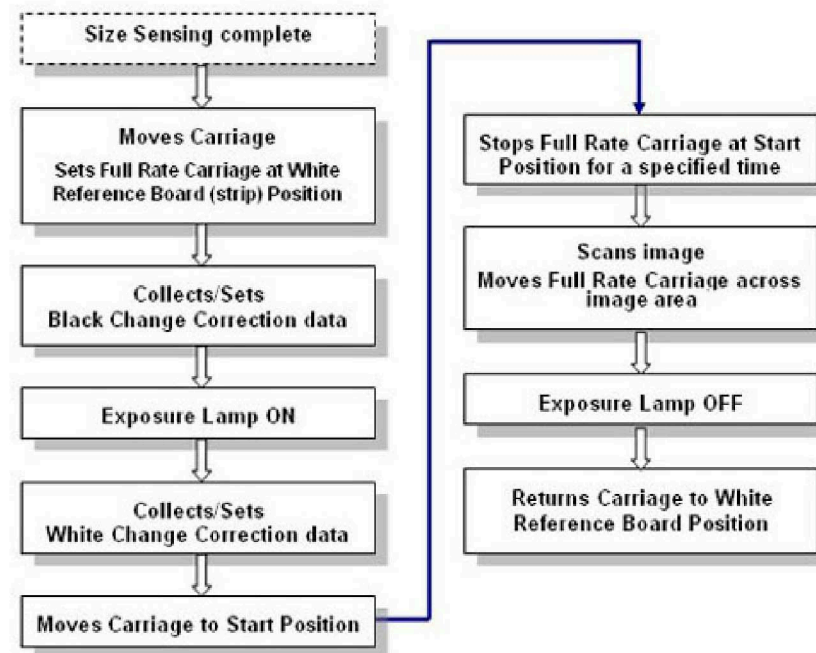 Size Sensing complete
Moves Carriage
Sets Full Rate Carriage at White
Reference Board (strip) Position
Collects/Sets
Black Change Correction data
Exposure Lamp ON
Collects/Sets
White Change Correction data
Moves Carriage to Start Position
Stops Full Rate Carriage at Start
Position for a specified time
Scans image
Moves Full Rate Carriage across
image area
Exposure Lamp OFF
Returns Carriage to White
Reference Board Position